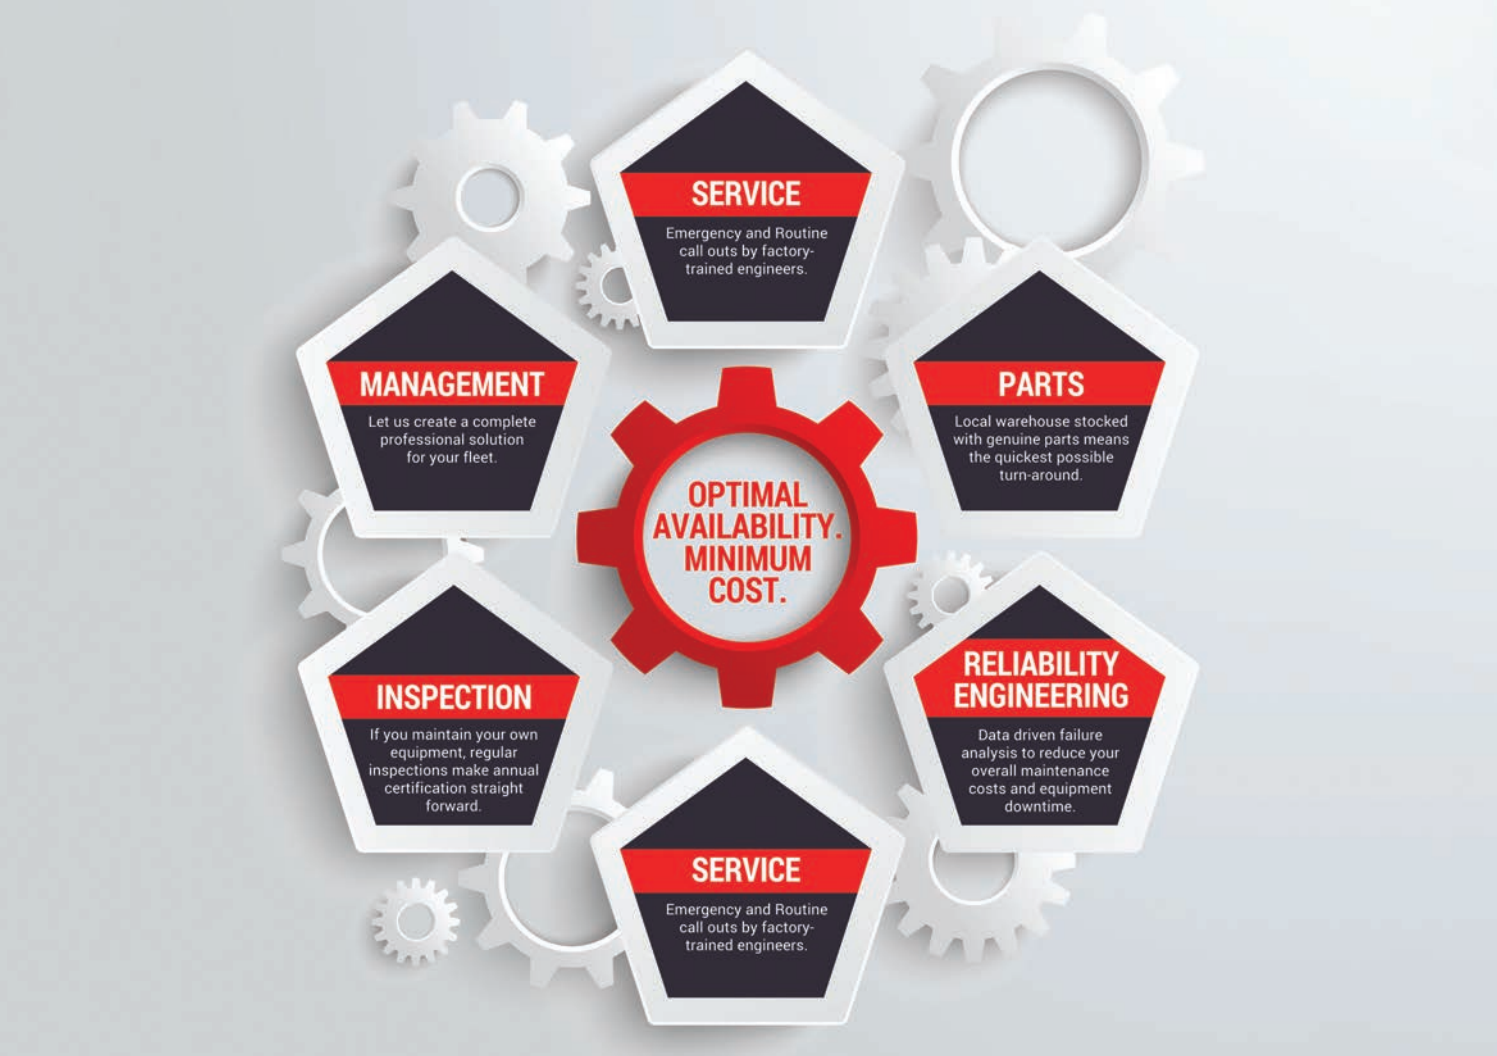 SERVICE
Emergency and Routine
call outs by factory-
trained engineers.
MANAGEMENT
Let us create a complete
professional solution
for your fleet.
PARTS
Local warehouse stocked
with genuine parts means
the quickest possible
turn-around.
OPTIMAL
AVAILABILITY.
MINIMUM
COST.
INSPECTION
If you maintain your own
equipment, regular
inspections make annual
certification straight
forward.
RELIABILITY
ENGINEERING
Data driven failure
analysis to reduce your
overall maintenance
costs and equipment
downtime.
SERVICE
Emergency and Routine
call outs by factory-
trained engineers.